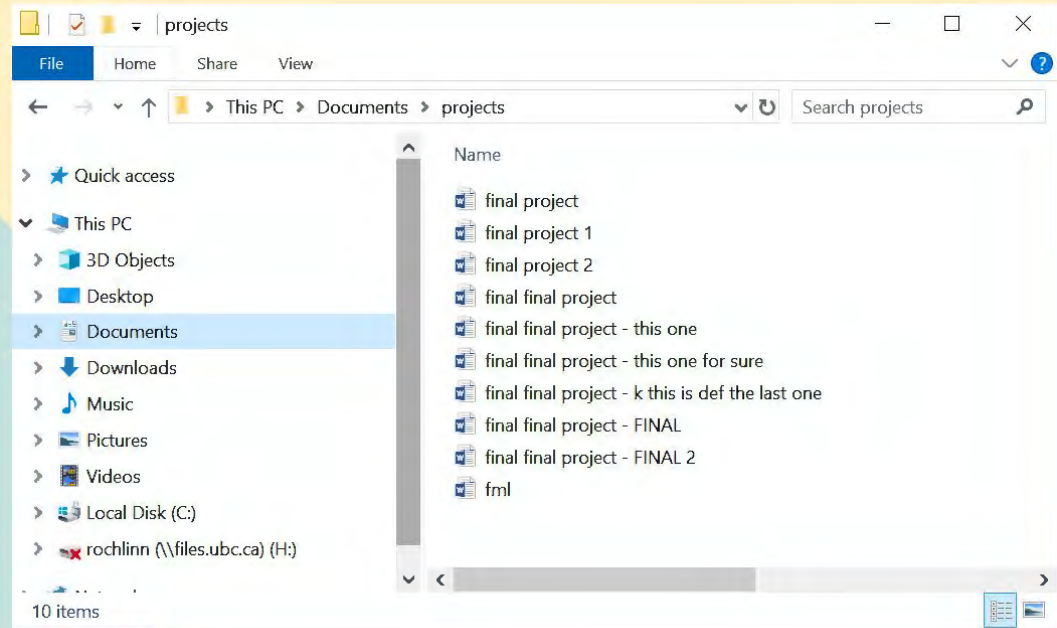 projects
File Home Share View ?
This PC Documents projects Search projects
Quick access
This PC
3D Objects
Desktop
Documents
Downloads
Music
Pictures
Videos
Local Disk (C:)
rochlinn (\\files.ubc.ca) (H:)
Name
final project
final project 1
final project 2
final final project
final final project - this one
final final project - this one for sure
final final project - k this is def the last one
final final project - FINAL
final final project - FINAL 2
fml
10 items